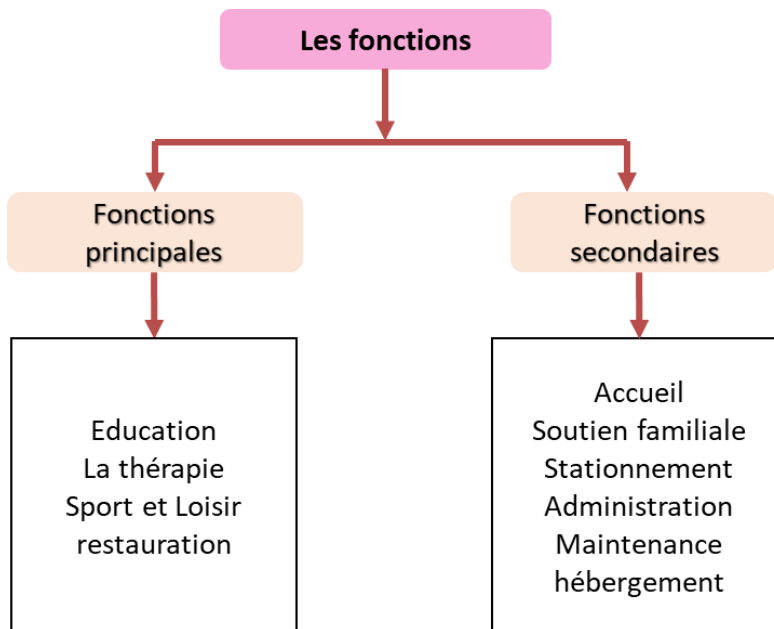 Les fonctions
Fonctions
principales
Fonctions
secondaires
Education
La thérapie
Sport et Loisir
restauration
Accueil
Soutien familiale
Stationnement
Administration
Maintenance
hébergement